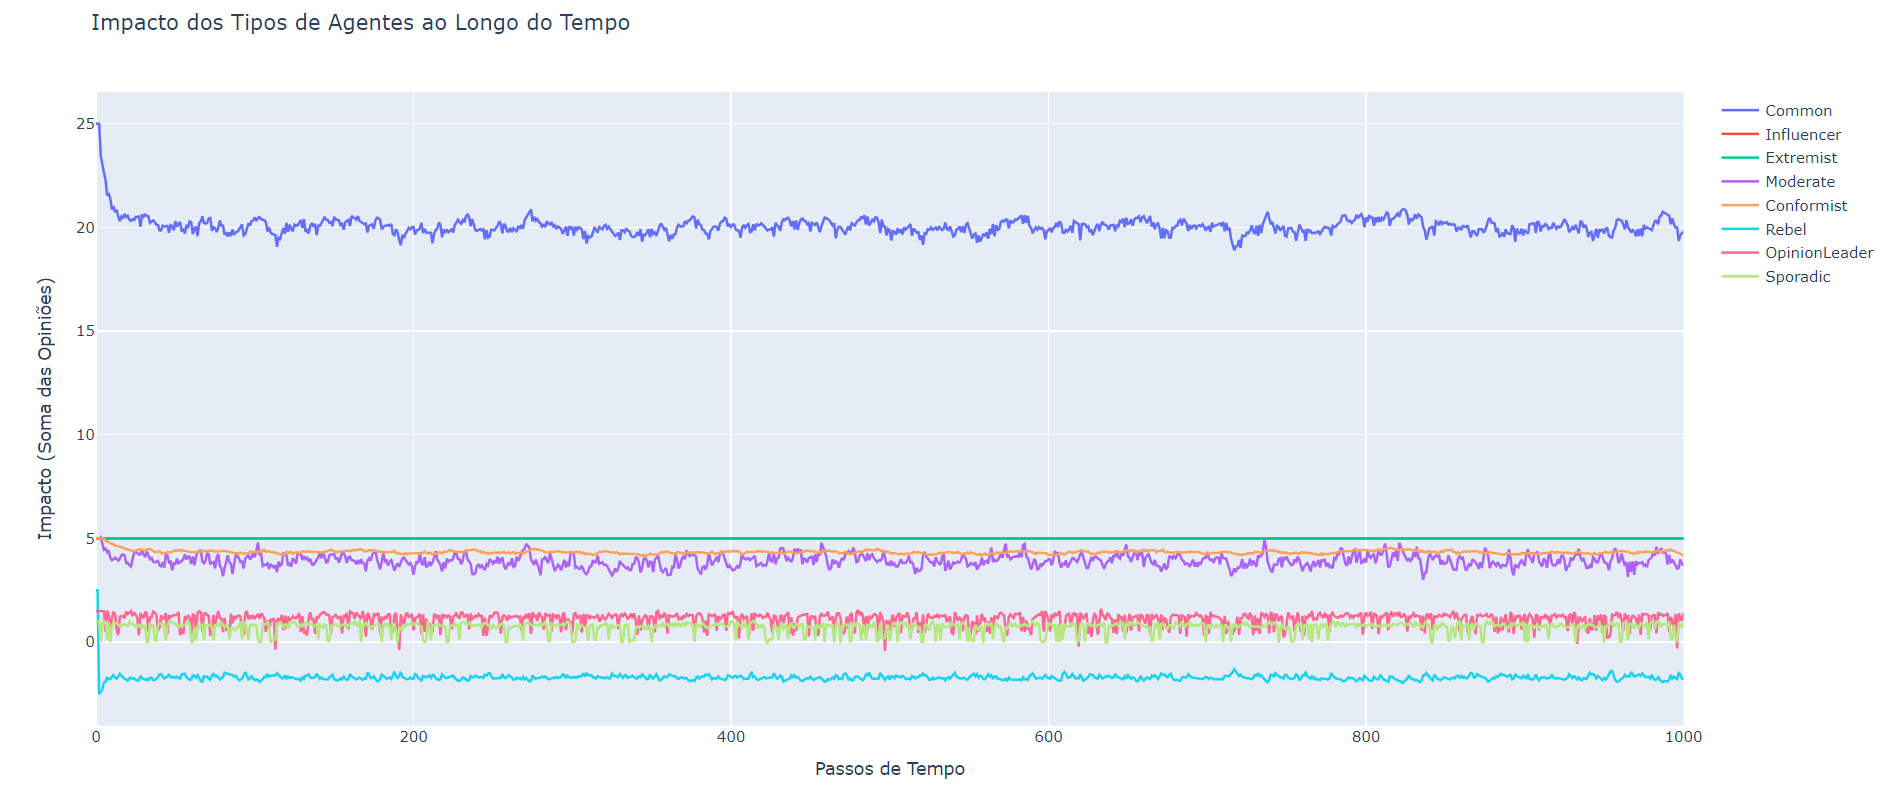 Impacto dos Tipos de Agentes ao Longo do Tempo
Impacto (Soma das Opiniões)
25
20
15
10
5
0
0
200
400
600
800
1000
Passos de Tempo
Common
Influencer
Extremist
Moderate
Conformist
Rebel
OpinionLeader
Sporadic